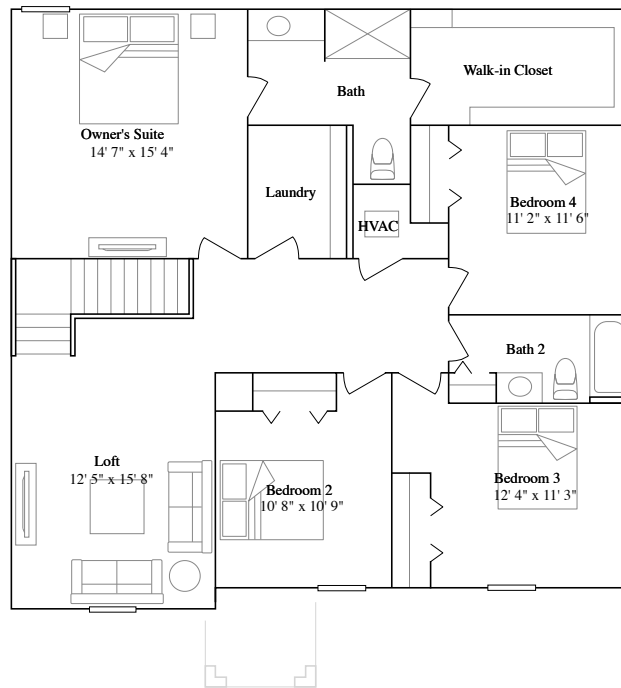 Walk-in Closet
Bath
Owner's Suite
14' 7" x 15' 4"
Laundry
Bedroom 4
11' 2" x 11' 6"
HVAC
Bath 2
Loft
12' 5" x 15' 8"
Bedroom 2
10' 8" x 10' 9"
Bedroom 3
12' 4" x 11' 3"